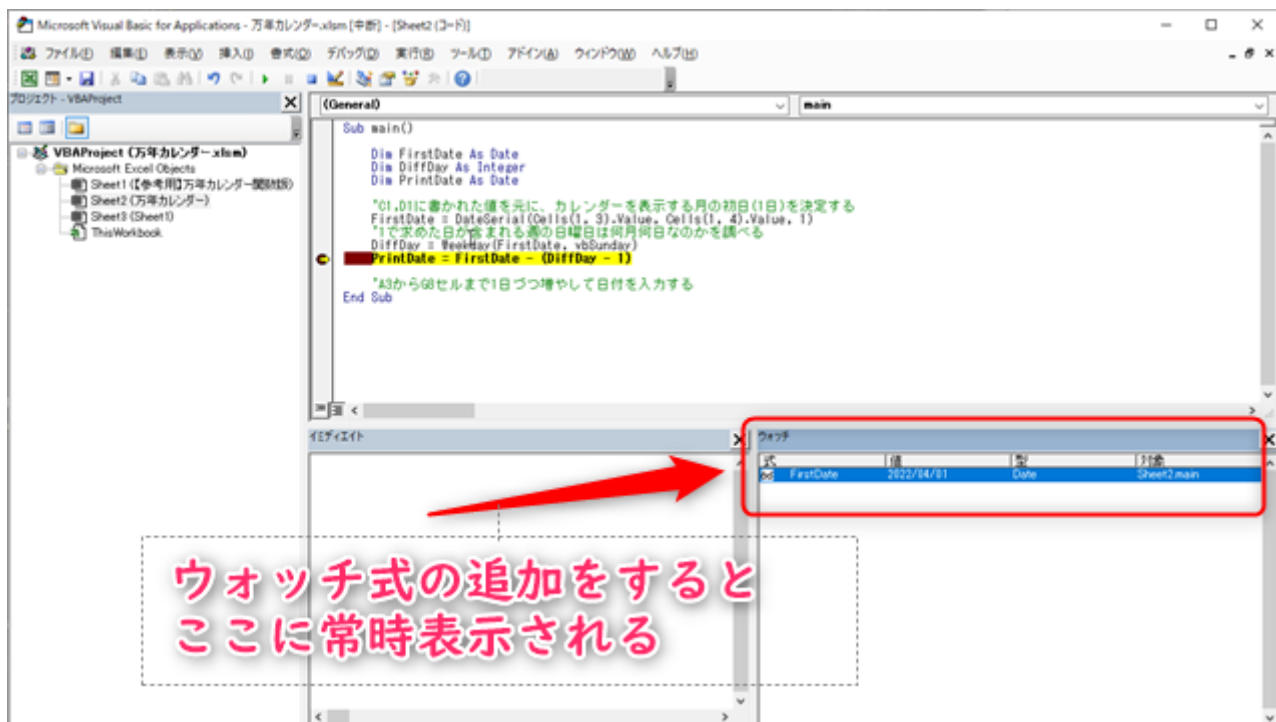 Microsoft Visual Basic for Applications - 万年カレンダー.xlsm [中断] - [Sheet2 (コード)]
ファイル(F) 編集(E) 表示(V) 挿入(I) 書式(O) デバッグ(D) 実行(R) ツール(T) アドイン(A) ウィンドウ(W) ヘルプ(H)
プロジェクト - VBAProject
(General) main
VBAProject (万年カレンダー.xlsm)
Microsoft Excel Objects
Sheet1 (【参考用】万年カレンダー関数版)
Sheet2 (万年カレンダー)
Sheet3 (Sheet1)
ThisWorkbook
Sub main()
Dim FirstDate As Date
Dim DiffDay As Integer
Dim PrintDate As Date
'C1,D1に書かれた値を元に、カレンダーを表示する月の初日(1日)を決定する
FirstDate = DateSerial(Cells(1, 3).Value, Cells(1, 4).Value, 1)
'1で求めた日が含まれる週の日曜日は何月何日なのかを調べる
DiffDay = Weekday(FirstDate, vbSunday)
PrintDate = FirstDate - (DiffDay - 1)
'A3からG8セルまで1日づつ増やして日付を入力する
End Sub
イミディエイト
ウォッチ
式 値 型 対象
FirstDate 2022/04/01 Date Sheet2.main
ウォッチ式の追加をすると
ここに常時表示される